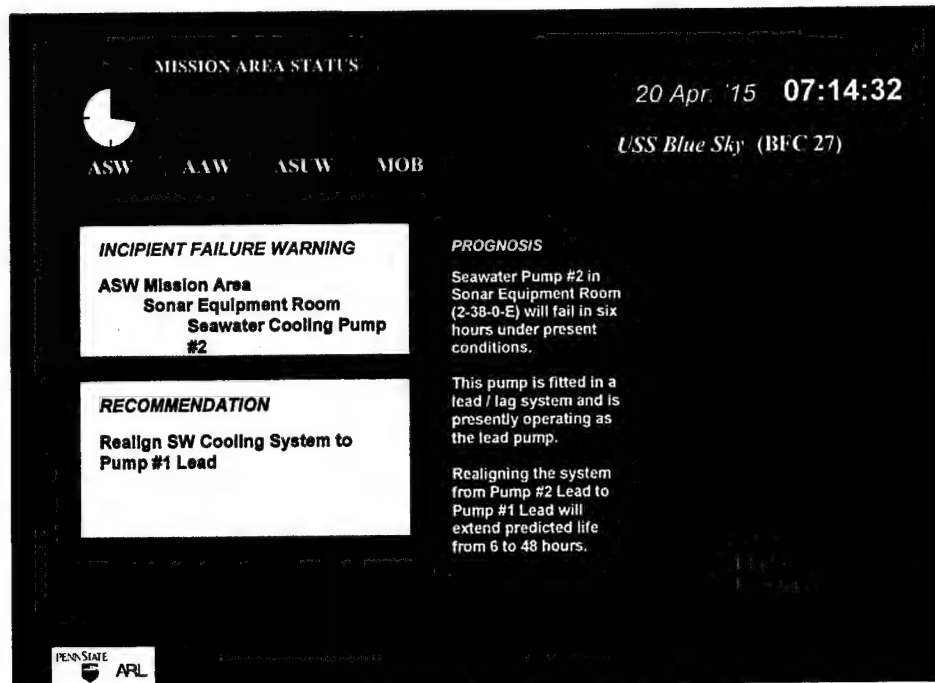 MISSION AREA STATUS
20 Apr. '15 07:14:32
USS Blue Sky (BFC 27)
ASW AAW ASUW MOB
INCIPIENT FAILURE WARNING
ASW Mission Area
Sonar Equipment Room
Seawater Cooling Pump
#2
RECOMMENDATION
Realign SW Cooling System to
Pump #1 Lead
PROGNOSIS
Seawater Pump #2 in
Sonar Equipment Room
(2-38-0-E) will fail in six
hours under present
conditions.
This pump is fitted in a
lead / lag system and is
presently operating as
the lead pump.
Realigning the system
from Pump #2 Lead to
Pump #1 Lead will
extend predicted life
from 6 to 48 hours.
PENNSTATE
ARL